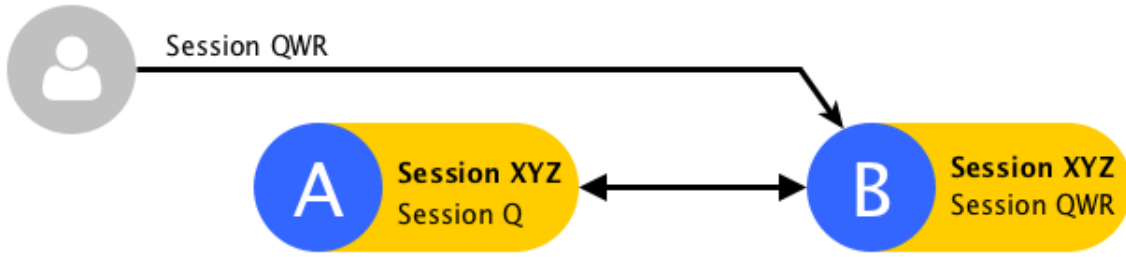 Session QWR
A
Session XYZ
Session Q
B
Session XYZ
Session QWR